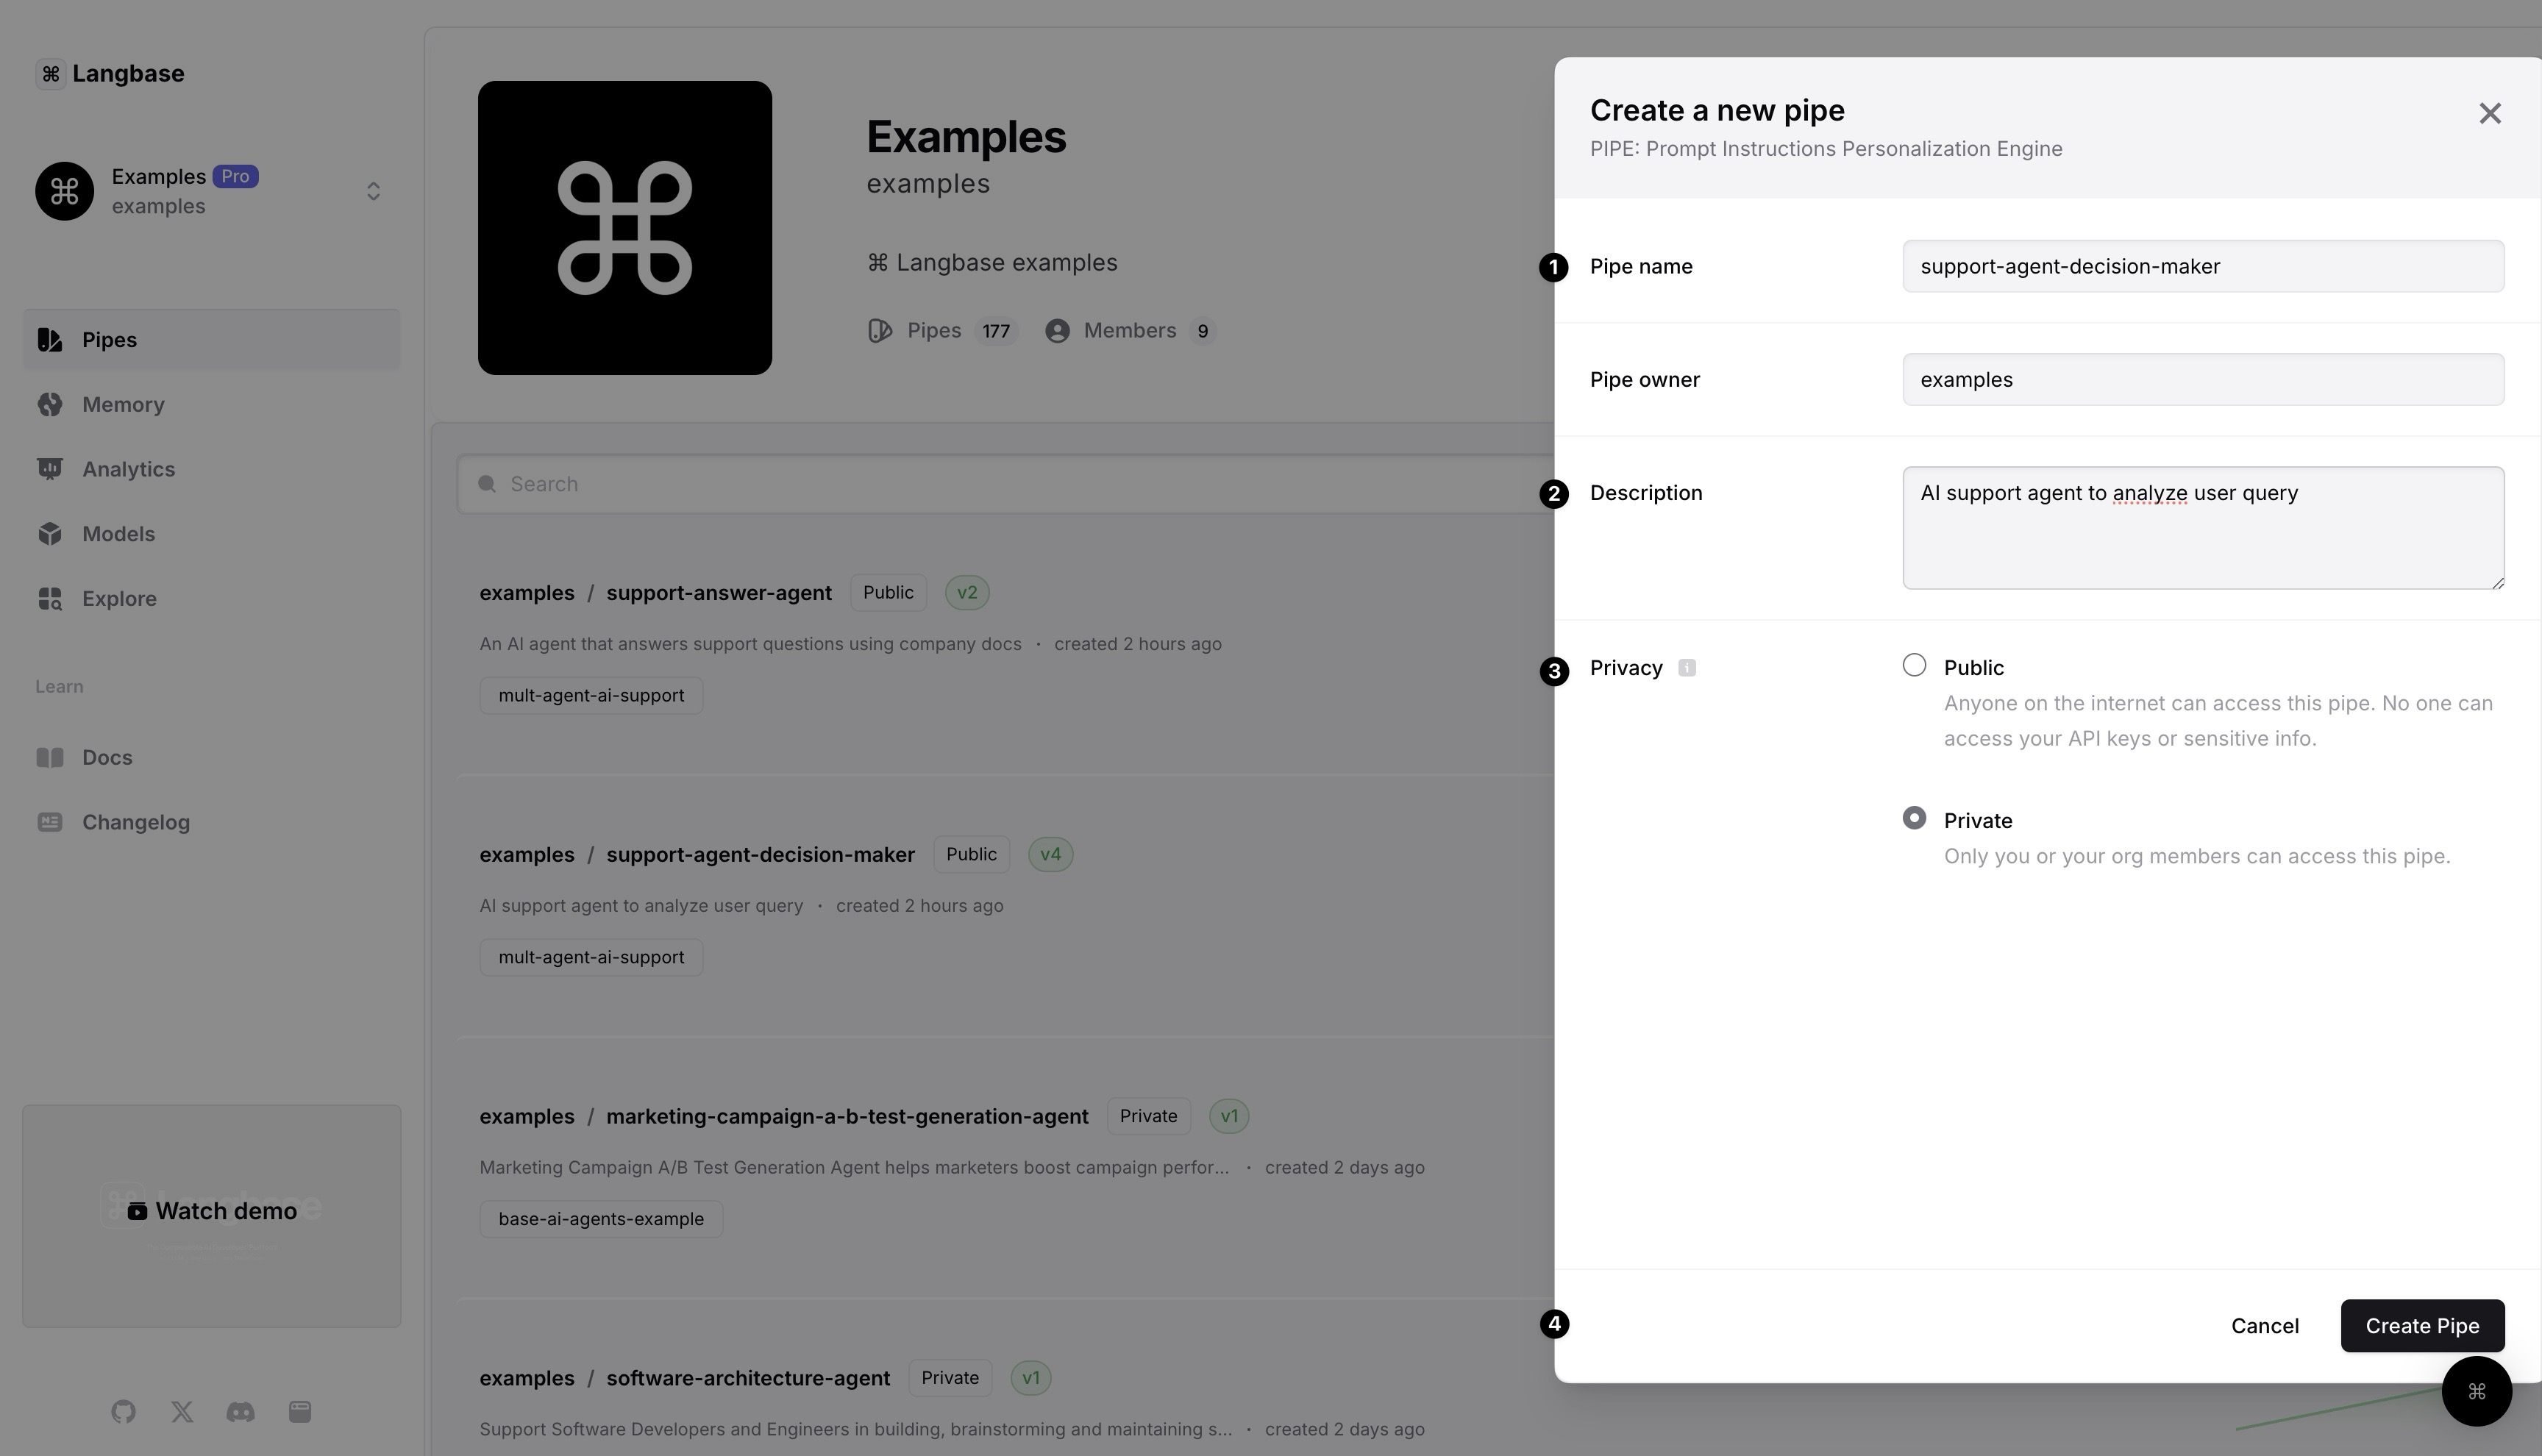 ⌘ Langbase
Examples Pro
examples
Pipes
Memory
Analytics
Models
Explore
Learn
Docs
Changelog
Watch demo
Examples
examples
⌘ Langbase examples
Pipes 177 Members 9
Search
examples / support-answer-agent Public v2
An AI agent that answers support questions using company docs · created 2 hours ago
mult-agent-ai-support
examples / support-agent-decision-maker Public v4
AI support agent to analyze user query · created 2 hours ago
mult-agent-ai-support
examples / marketing-campaign-a-b-test-generation-agent Private v1
Marketing Campaign A/B Test Generation Agent helps marketers boost campaign perfor... · created 2 days ago
base-ai-agents-example
examples / software-architecture-agent Private v1
Support Software Developers and Engineers in building, brainstorming and maintaining s... · created 2 days ago
Create a new pipe
PIPE: Prompt Instructions Personalization Engine
1 Pipe name support-agent-decision-maker
Pipe owner examples
2 Description AI support agent to analyze user query
3 Privacy i Public
Anyone on the internet can access this pipe. No one can
access your API keys or sensitive info.
Private
Only you or your org members can access this pipe.
4 Cancel Create Pipe